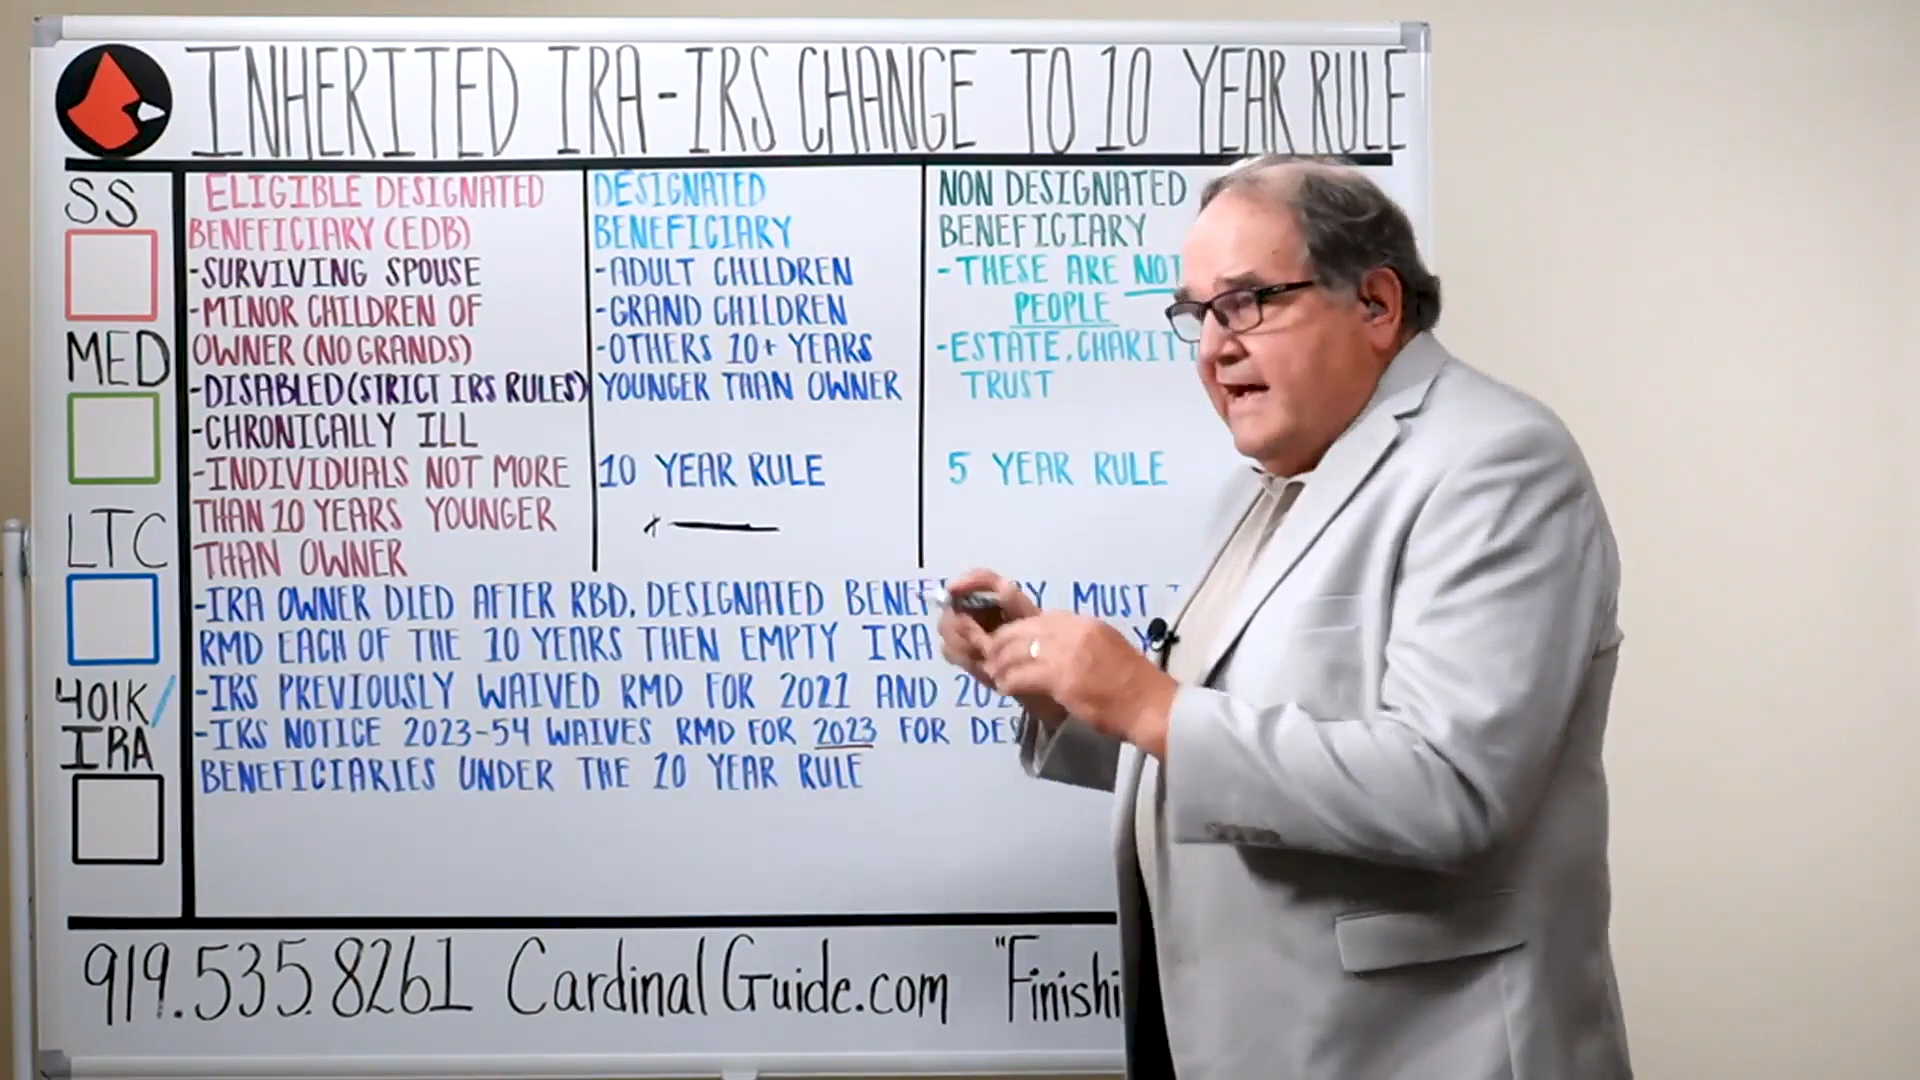 INHERITED IRA-IRS CHANGE TO 10 YEAR RULE
SS
MED
LTC
401K/
IRA
ELIGIBLE DESIGNATED
BENEFICIARY (EDB)
-SURVIVING SPOUSE
-MINOR CHILDREN OF
OWNER (NO GRANDS)
-DISABLED (STRICT IRS RULES)
-CHRONICALLY ILL
-INDIVIDUALS NOT MORE
THAN 10 YEARS YOUNGER
THAN OWNER
DESIGNATED
BENEFICIARY
-ADULT CHILDREN
-GRAND CHILDREN
-OTHERS 10+ YEARS
YOUNGER THAN OWNER
10 YEAR RULE
NON DESIGNATED
BENEFICIARY
-THESE ARE NOT
PEOPLE
-ESTATE, CHARITY
TRUST
5 YEAR RULE
-IRA OWNER DIED AFTER RBD, DESIGNATED MUST
RMD EACH OF THE 10 YEARS THEN EMPTY IRA
-IRS PREVIOUSLY WAIVED RMD FOR 2021 AND
-IRS NOTICE 2023-54 WAIVES RMD FOR 2023 FOR
BENEFICIARIES UNDER THE 10 YEAR RULE
919.535.8261 CardinalGuide.com "Finishi